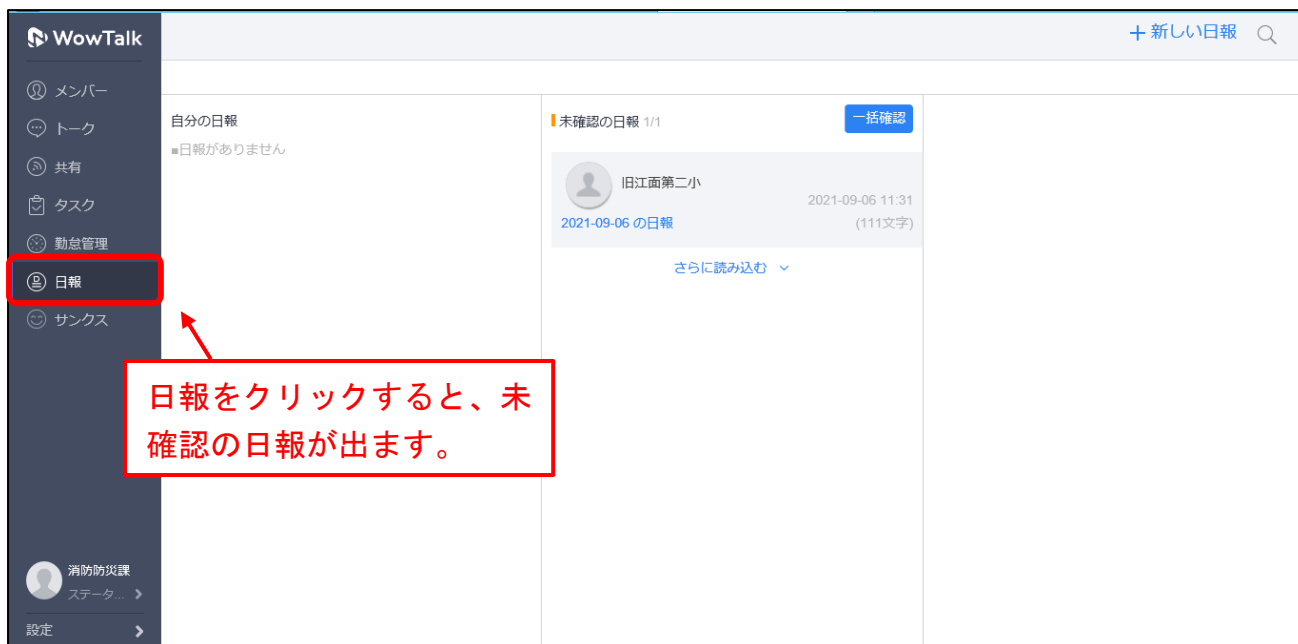 WowTalk
＋新しい日報
メンバー
トーク
共有
タスク
勤怠管理
日報
サンクス
自分の日報
■日報がありません
未確認の日報 1/1
一括確認
旧江面第二小
2021-09-06 11:31
2021-09-06 の日報
(111文字)
さらに読み込む
日報をクリックすると、未
確認の日報が出ます。
消防防災課
ステータ...
設定